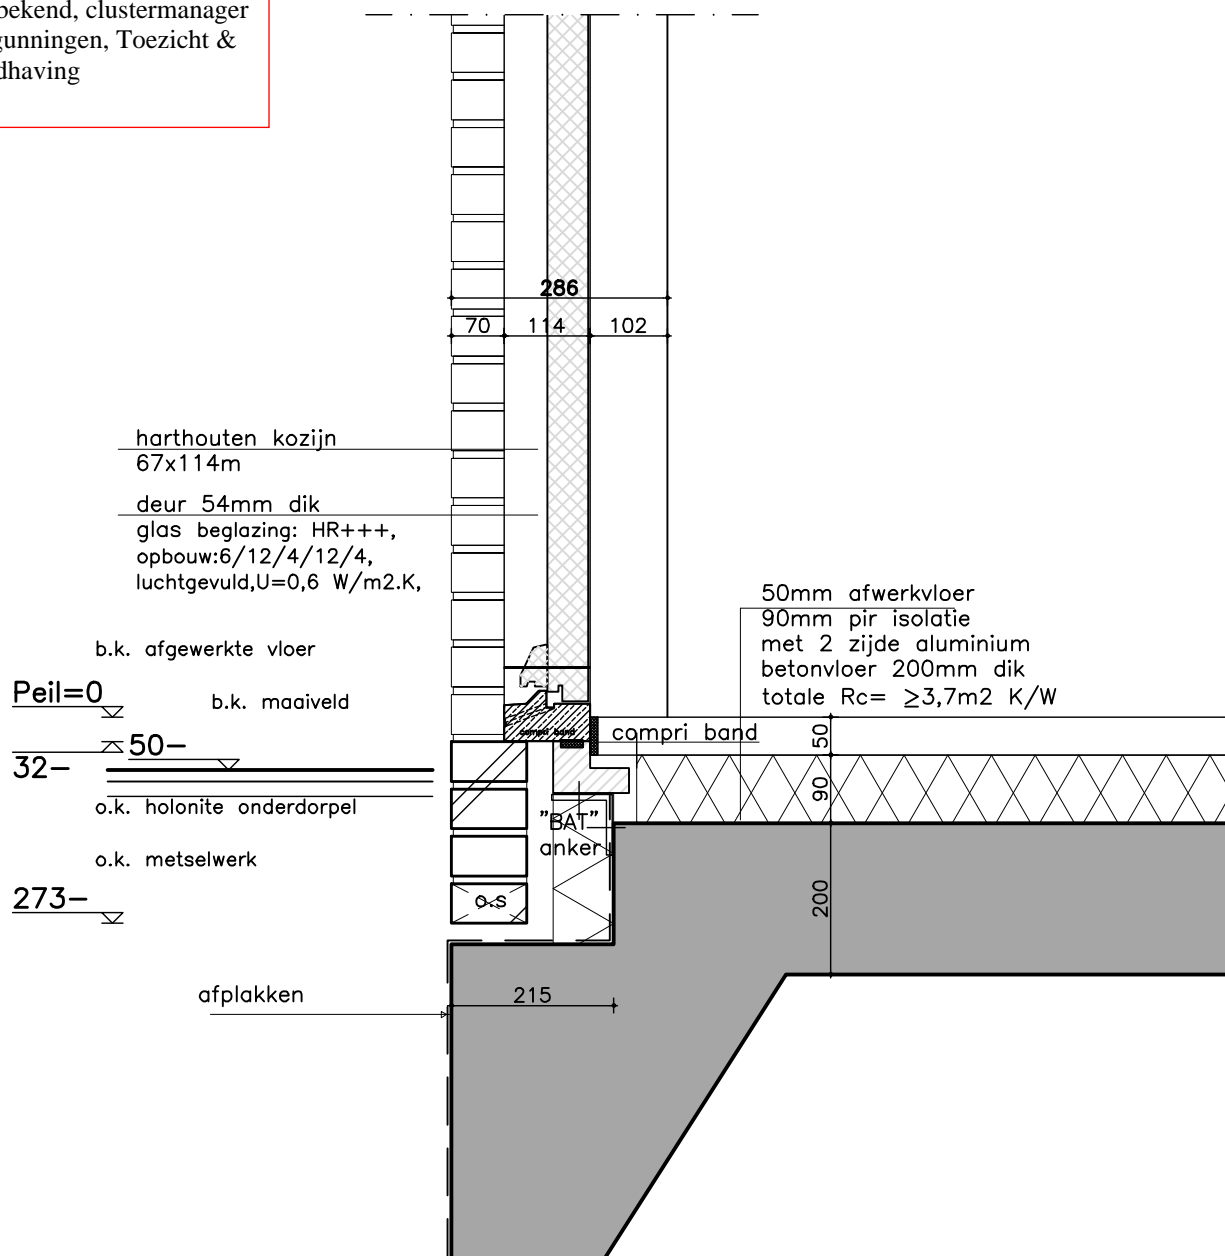 bekend, clustermanager
gunningen, Toezicht &
dhaving
286
70 114 102
harthouten kozijn
67x114m
deur 54mm dik
glas beglazing: HR+++,
opbouw:6/12/4/12/4,
luchtgevuld,U=0,6 W/m2.K,
50mm afwerkvloer
90mm pir isolatie
met 2 zijde aluminium
betonvloer 200mm dik
totale Rc= ≥3,7m2 K/W
b.k. afgewerkte vloer
Peil=0
b.k. maaiveld
compri band
compri band
50
50-
32-
90
o.k. holonite onderdorpel
"BAT"
anker
o.k. metselwerk
273-
o.s
200
afplakken
215